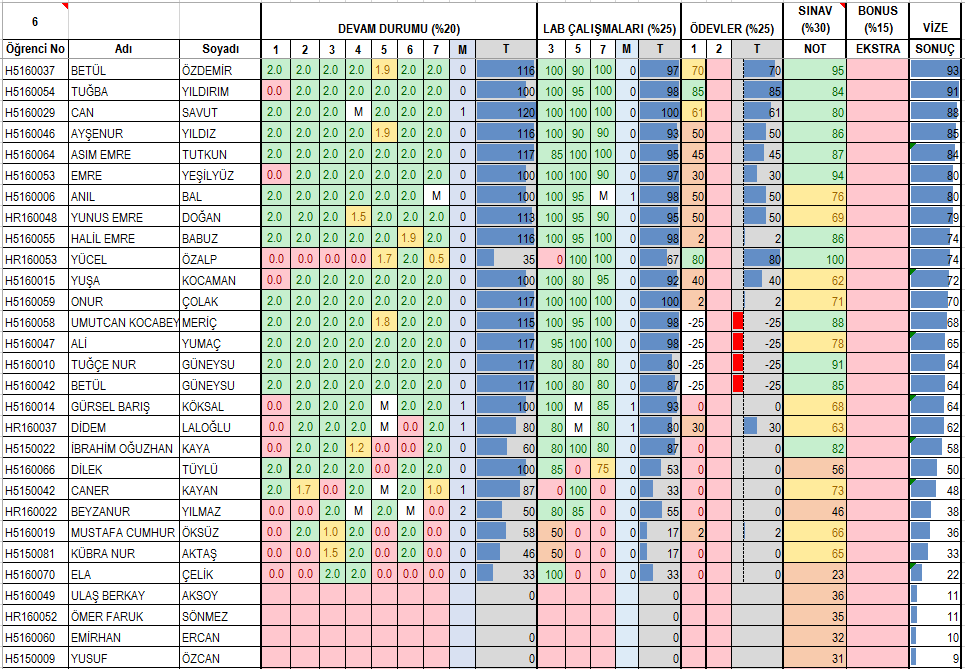 6 DEVAM DURUMU (%20) LAB ÇALIŞMALARI (%25) ÖDEVLER (%25) SINAV (%30) BONUS (%15) VİZE
Öğrenci No Adı Soyadı 1 2 3 4 5 6 7 M T 3 5 7 M T 1 2 T NOT EKSTRA SONUÇ
H5160037 BETÜL ÖZDEMİR 2.0 2.0 2.0 2.0 1.9 2.0 2.0 0 116 100 90 100 0 97 70 70 95 93
H5160054 TUĞBA YILDIRIM 0.0 2.0 2.0 2.0 2.0 2.0 2.0 0 100 100 95 100 0 98 85 85 84 91
H5160029 CAN SAVUT 2.0 2.0 2.0 M 2.0 2.0 2.0 1 120 100 100 100 0 100 61 61 80 88
H5160046 AYŞENUR YILDIZ 2.0 2.0 2.0 2.0 1.9 2.0 2.0 0 116 100 90 90 0 93 50 50 86 85
H5160064 ASIM EMRE TUTKUN 2.0 2.0 2.0 2.0 2.0 2.0 2.0 0 117 85 100 100 0 95 45 45 87 84
H5160053 EMRE YEŞİLYÜZ 0.0 2.0 2.0 2.0 2.0 2.0 2.0 0 100 100 100 90 0 97 30 30 94 80
H5160006 ANIL BAL 2.0 2.0 2.0 2.0 2.0 2.0 M 0 100 100 95 M 1 98 50 50 76 80
HR160048 YUNUS EMRE DOĞAN 2.0 2.0 2.0 1.5 2.0 2.0 2.0 0 113 100 95 90 0 95 50 50 69 79
H5160055 HALİL EMRE BABUZ 2.0 2.0 2.0 2.0 2.0 1.9 2.0 0 116 100 95 100 0 98 2 2 86 74
HR160053 YÜCEL ÖZALP 0.0 0.0 0.0 0.0 1.7 2.0 0.5 0 35 0 100 100 0 67 80 80 100 74
H5160015 YUŞA KOCAMAN 0.0 2.0 2.0 2.0 2.0 2.0 2.0 0 100 100 80 95 0 92 40 40 62 72
H5160059 ONUR ÇOLAK 2.0 2.0 2.0 2.0 2.0 2.0 2.0 0 117 100 100 100 0 100 2 2 71 70
H5160058 UMUTCAN KOCABEY MERİÇ 2.0 2.0 2.0 2.0 1.8 2.0 2.0 0 115 100 95 100 0 98 -25 -25 88 68
H5160047 ALİ YUMAÇ 2.0 2.0 2.0 2.0 2.0 2.0 2.0 0 117 95 100 100 0 98 -25 -25 78 65
H5160010 TUĞÇE NUR GÜNEYSU 2.0 2.0 2.0 2.0 2.0 2.0 2.0 0 117 80 80 80 0 80 -25 -25 91 64
H5160042 BETÜL GÜNEYSU 2.0 2.0 2.0 2.0 2.0 2.0 2.0 0 117 100 80 80 0 87 -25 -25 85 64
H5160014 GÜRSEL BARIŞ KÖKSAL 0.0 2.0 2.0 2.0 M 2.0 2.0 1 100 100 M 85 1 93 0 0 68 64
HR160037 DİDEM LALOĞLU 0.0 2.0 2.0 2.0 M 0.0 2.0 1 80 80 M 80 1 80 30 30 63 62
H5150022 İBRAHİM OĞUZHAN KAYA 0.0 2.0 2.0 1.2 0.0 0.0 2.0 0 60 80 100 80 0 87 0 0 82 58
H5160066 DİLEK TÜYLÜ 2.0 2.0 2.0 2.0 0.0 2.0 2.0 0 100 85 0 75 0 53 0 0 56 50
H5150042 CANER KAYAN 2.0 1.7 0.0 2.0 M 2.0 1.0 1 87 0 100 0 0 33 0 0 73 48
HR160022 BEYZANUR YILMAZ 0.0 0.0 2.0 M 2.0 M 0.0 2 50 80 85 0 0 55 0 0 46 38
H5160019 MUSTAFA CUMHUR ÖKSÜZ 0.0 2.0 1.0 2.0 0.0 2.0 0.0 0 58 50 0 0 0 17 2 2 66 36
H5150081 KÜBRA NUR AKTAŞ 0.0 0.0 1.5 2.0 0.0 2.0 0.0 0 46 50 0 0 0 17 0 0 65 33
H5160070 ELA ÇELİK 0.0 0.0 2.0 2.0 0.0 0.0 0.0 0 33 100 0 0 0 33 0 0 23 22
H5160049 ULAŞ BERKAY AKSOY 0 0 36 11
HR160052 ÖMER FARUK SÖNMEZ 0 35 11
H5160060 EMİRHAN ERCAN 0 0 32 10
H5150009 YUSUF ÖZCAN 0 0 31 9